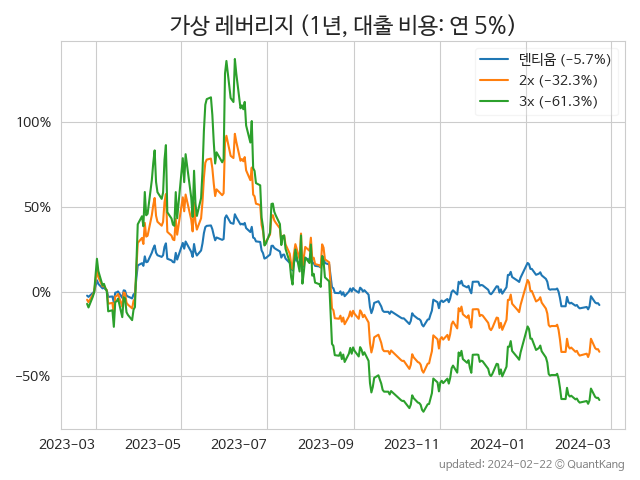 가상 레버리지 (1년, 대출 비용: 연 5%)
덴티움 (−5.7%)
2x (−32.3%)
3x (−61.3%)
100%
50%
0%
−50%
2023-03 2023-05 2023-07 2023-09 2023-11 2024-01 2024-03
updated: 2024-02-22 © QuantKang